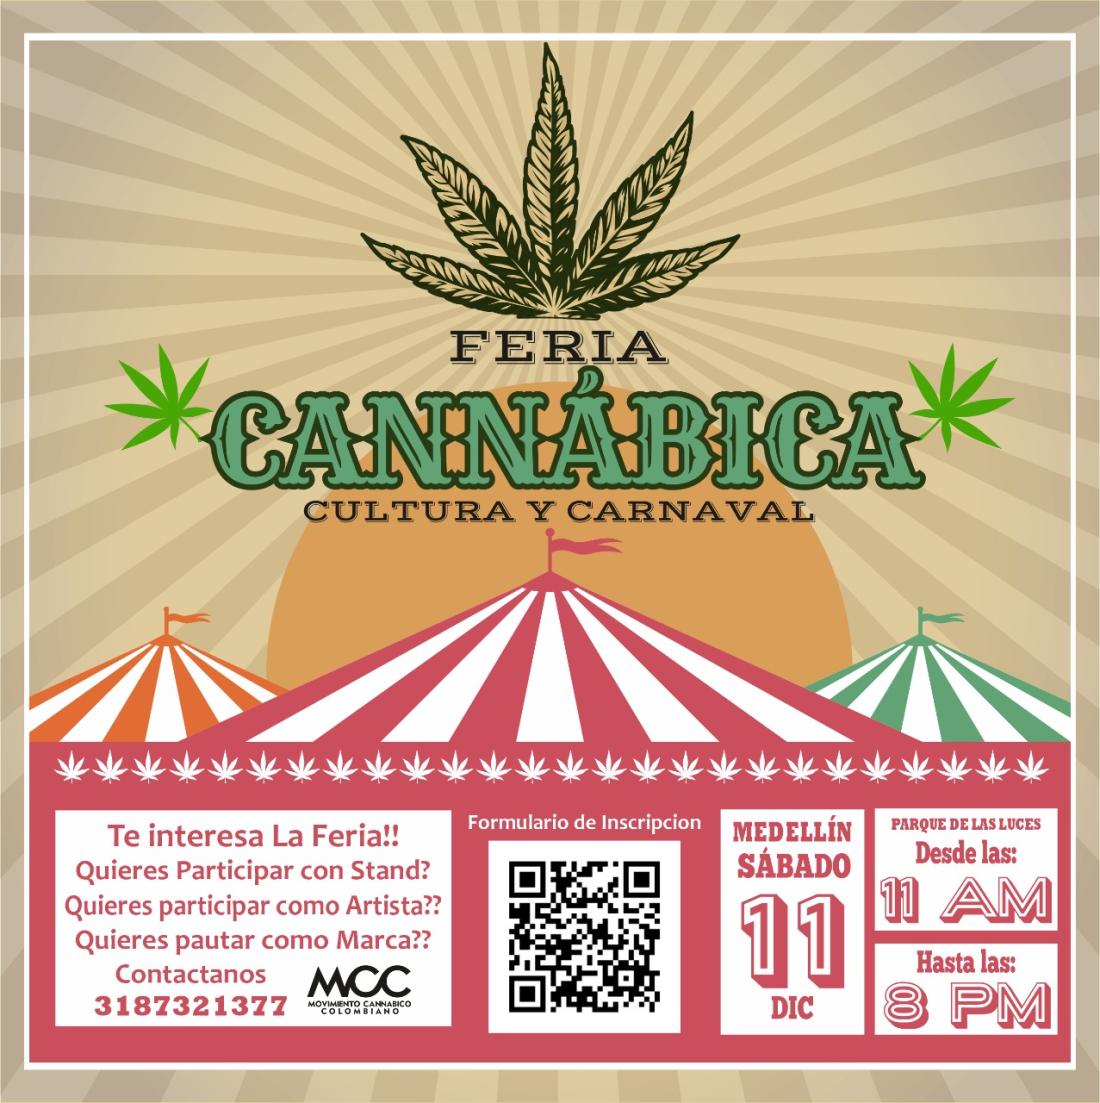 FERIA
CANNÁBICA
CULTURA Y CARNAVAL
Te interesa La Feria!!
Quieres Participar con Stand?
Quieres participar como Artista??
Quieres pautar como Marca??
Contactanos
3187321377
MCC
MOVIMIENTO CANNABICO
COLOMBIANO
Formulario de Inscripcion
MEDELLÍN
SÁBADO
11
DIC
PARQUE DE LAS LUCES
Desde las:
11 AM
Hasta las:
8 PM